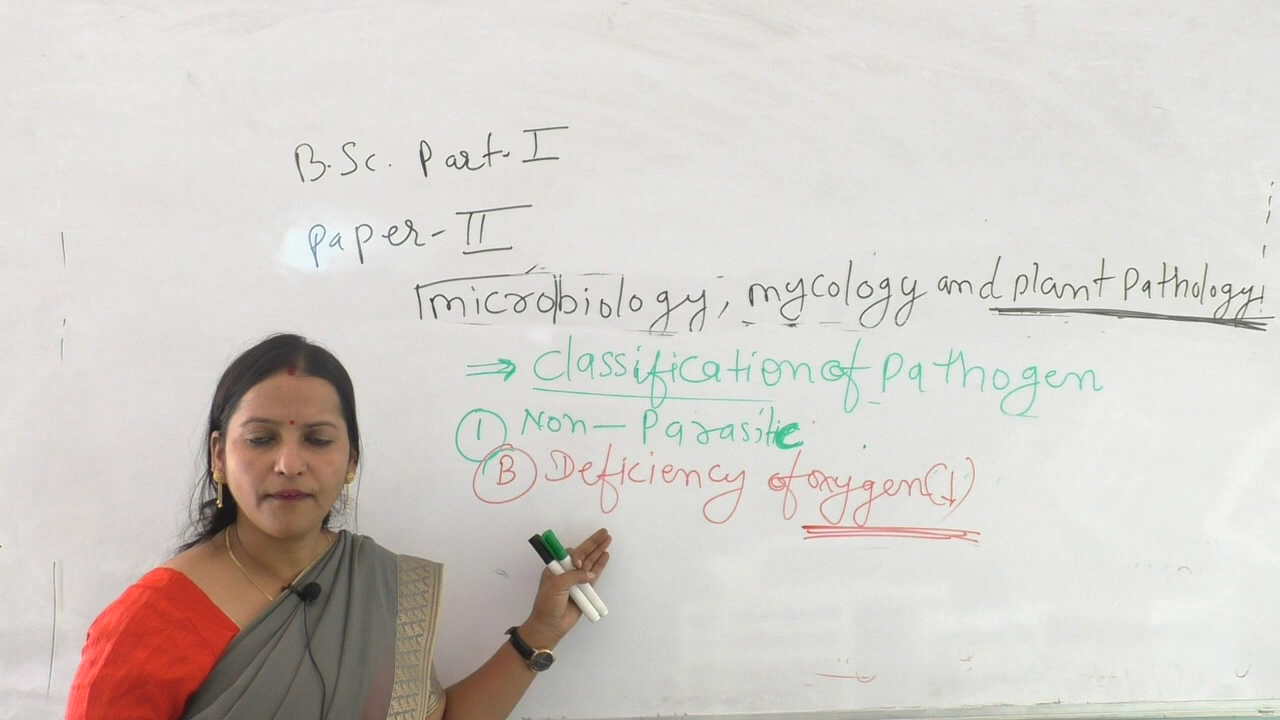 B.Sc. Part-I
Paper-II
microbiology, mycology and plant Pathology
⇒ Classification of Pathogen
① Non-Parasitic
Ⓑ Deficiency of oxygen(↓)